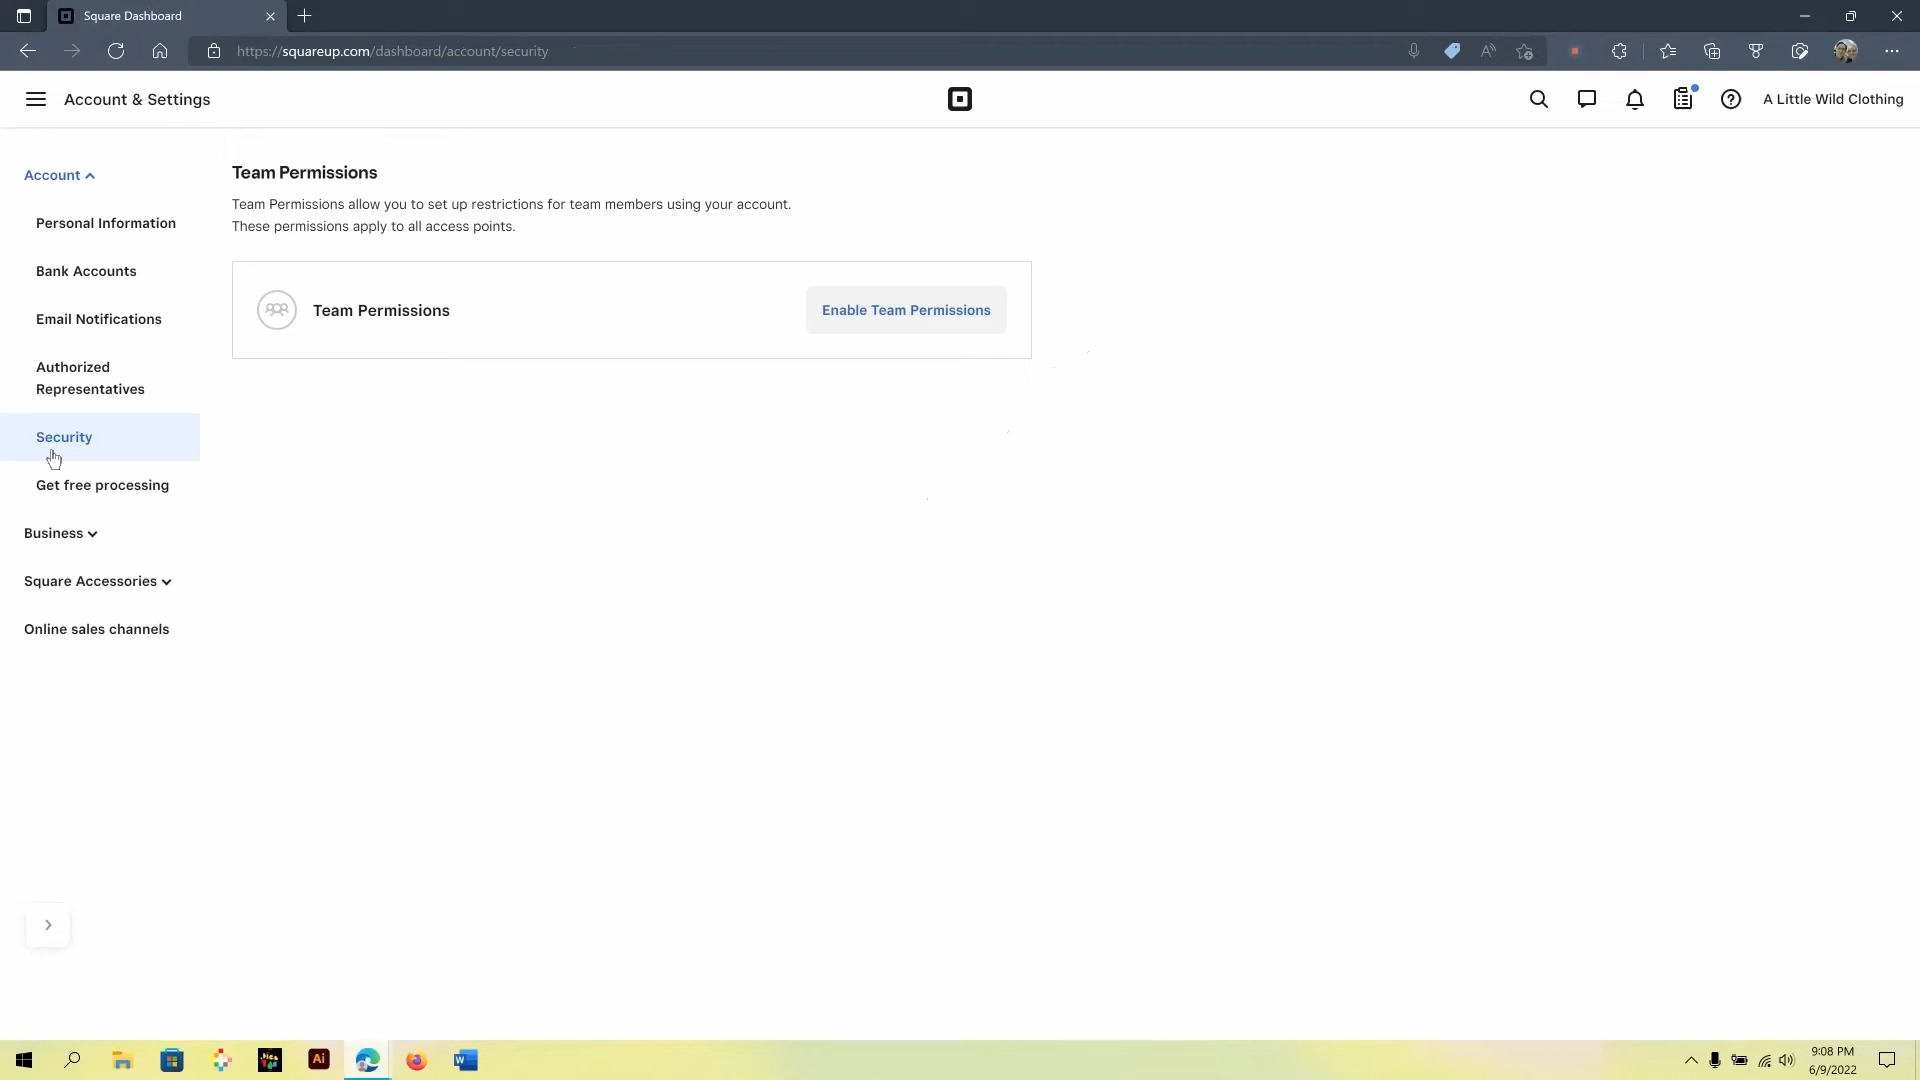 Square Dashboard
https://squareup.com/dashboard/account/security
Account & Settings
A Little Wild Clothing
Account
Personal Information
Bank Accounts
Email Notifications
Authorized
Representatives
Security
Get free processing
Business
Square Accessories
Online sales channels
Team Permissions
Team Permissions allow you to set up restrictions for team members using your account.
These permissions apply to all access points.
Team Permissions
Enable Team Permissions
Ai
W
9:08 PM
6/9/2022